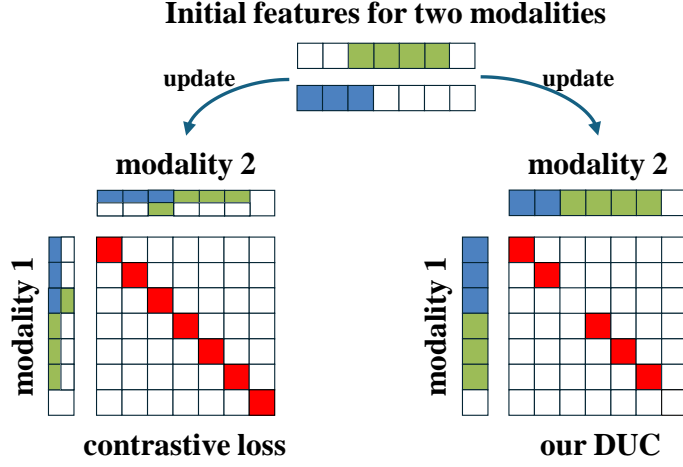 Initial features for two modalities
update
update
modality 2
modality 2
modality 1
modality 1
contrastive loss
our DUC